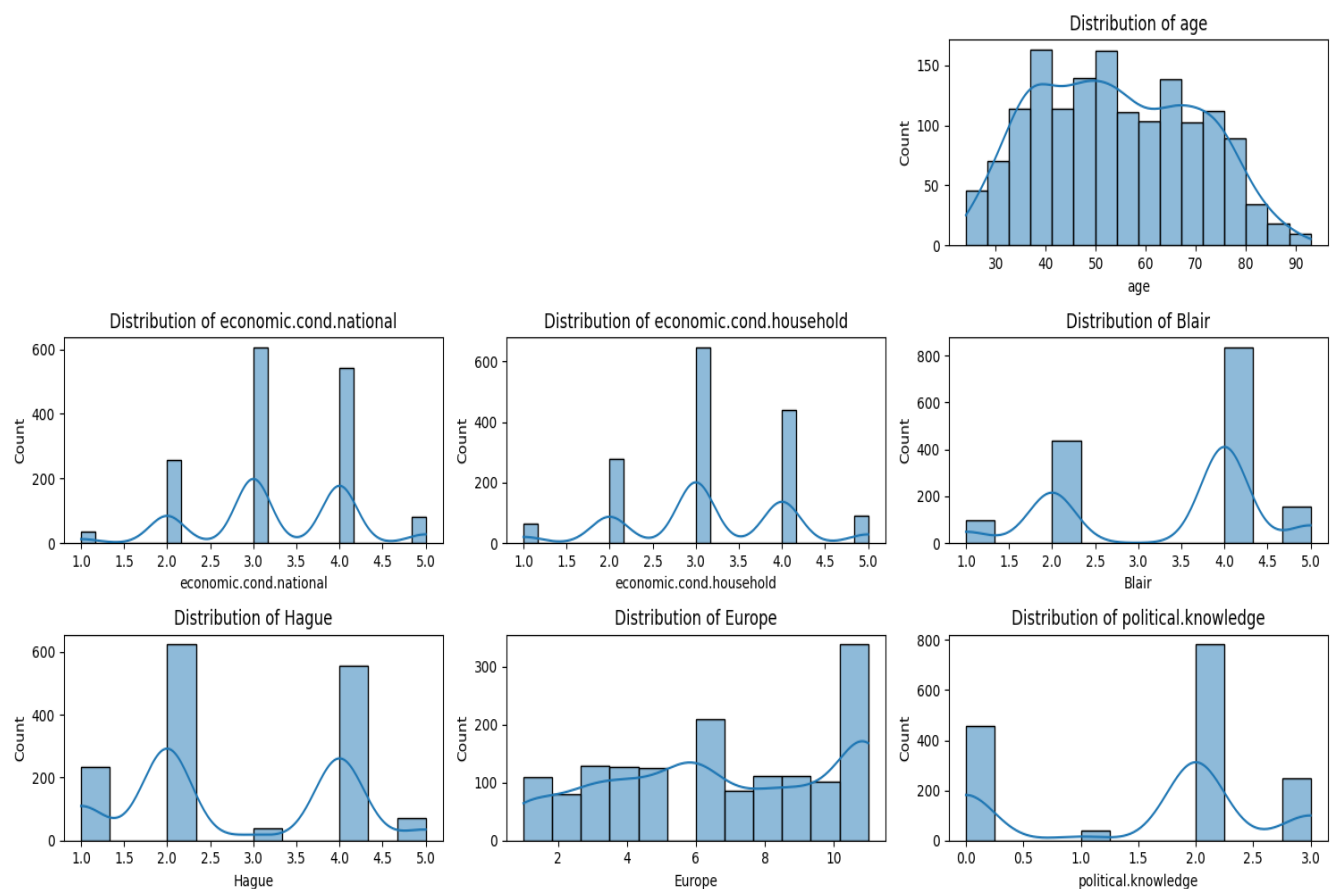 Distribution of age
150
100
50
0
Count
30 40 50 60 70 80 90
age
Distribution of economic.cond.national
600
400
200
0
Count
1.0 1.5 2.0 2.5 3.0 3.5 4.0 4.5 5.0
economic.cond.national
Distribution of economic.cond.household
600
400
200
0
Count
1.0 1.5 2.0 2.5 3.0 3.5 4.0 4.5 5.0
economic.cond.household
Distribution of Blair
800
600
400
200
0
Count
1.0 1.5 2.0 2.5 3.0 3.5 4.0 4.5 5.0
Blair
Distribution of Hague
600
400
200
0
Count
1.0 1.5 2.0 2.5 3.0 3.5 4.0 4.5 5.0
Hague
Distribution of Europe
300
200
100
0
Count
2 4 6 8 10
Europe
Distribution of political.knowledge
800
600
400
200
0
Count
0.0 0.5 1.0 1.5 2.0 2.5 3.0
political.knowledge